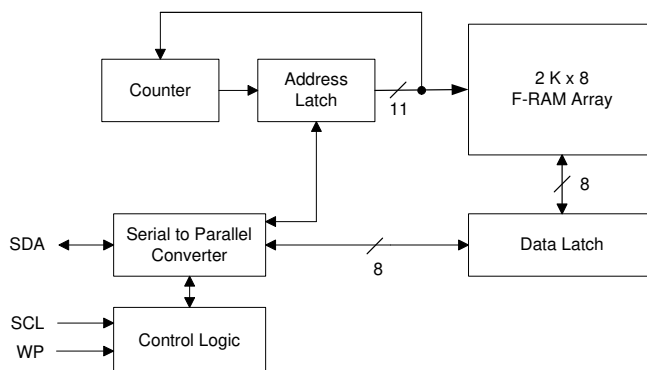 Counter
Address
Latch
11
2 K x 8
F-RAM Array
8
SDA
Serial to Parallel
Converter
8
Data Latch
SCL
WP
Control Logic